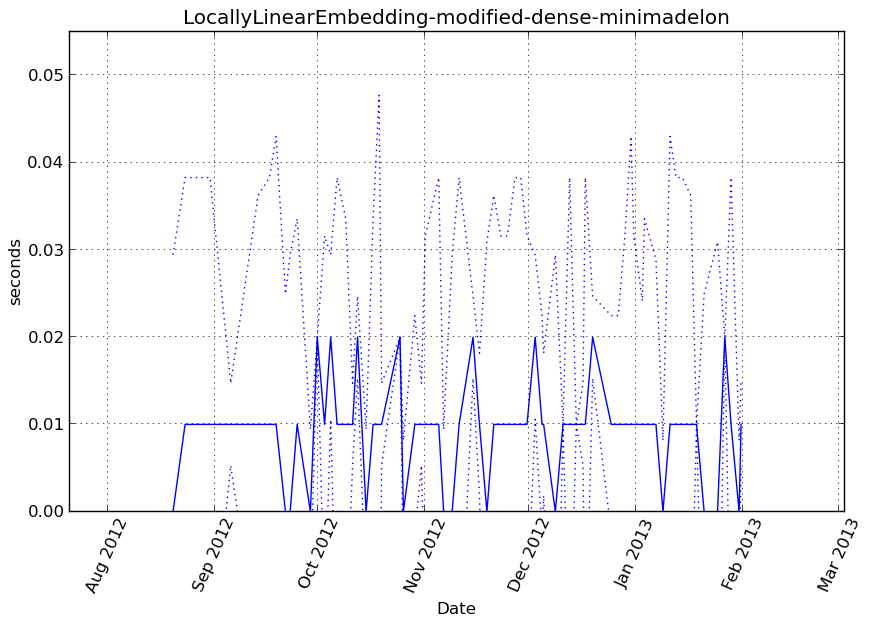 LocallyLinearEmbedding-modified-dense-minimadelon
0.05
0.04
0.03
0.02
0.01
0.00
seconds
Aug 2012
Sep 2012
Oct 2012
Nov 2012
Dec 2012
Jan 2013
Feb 2013
Mar 2013
Date